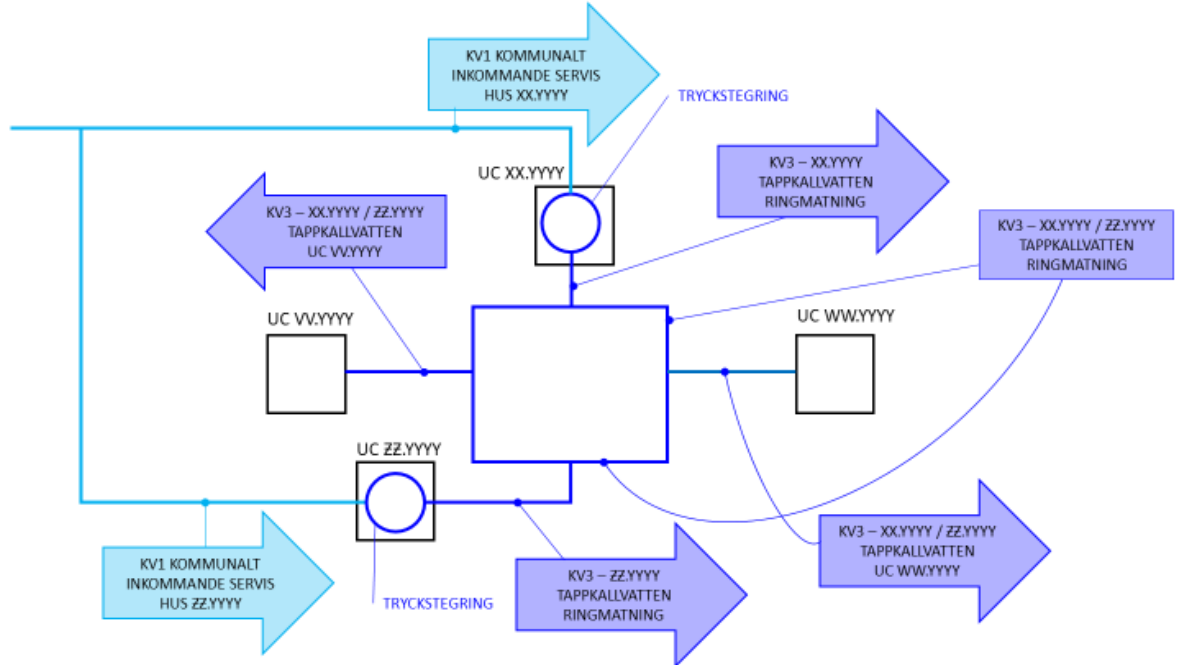 KV1 KOMMUNALT
INKOMMANDE SERVIS
HUS XX.YYYY
TRYCKSTEGRING
UC XX.YYYY
KV3 – XX.YYYY
TAPPKALLVATTEN
RINGMATNING
KV3 – XX.YYYY / ZZ.YYYY
TAPPKALLVATTEN
UC VV.YYYY
KV3 – XX.YYYY / ZZ.YYYY
TAPPKALLVATTEN
RINGMATNING
UC VV.YYYY
UC WW.YYYY
UC ZZ.YYYY
KV3 – XX.YYYY / ZZ.YYYY
TAPPKALLVATTEN
UC WW.YYYY
KV1 KOMMUNALT
INKOMMANDE SERVIS
HUS ZZ.YYYY
TRYCKSTEGRING
KV3 – ZZ.YYYY
TAPPKALLVATTEN
RINGMATNING